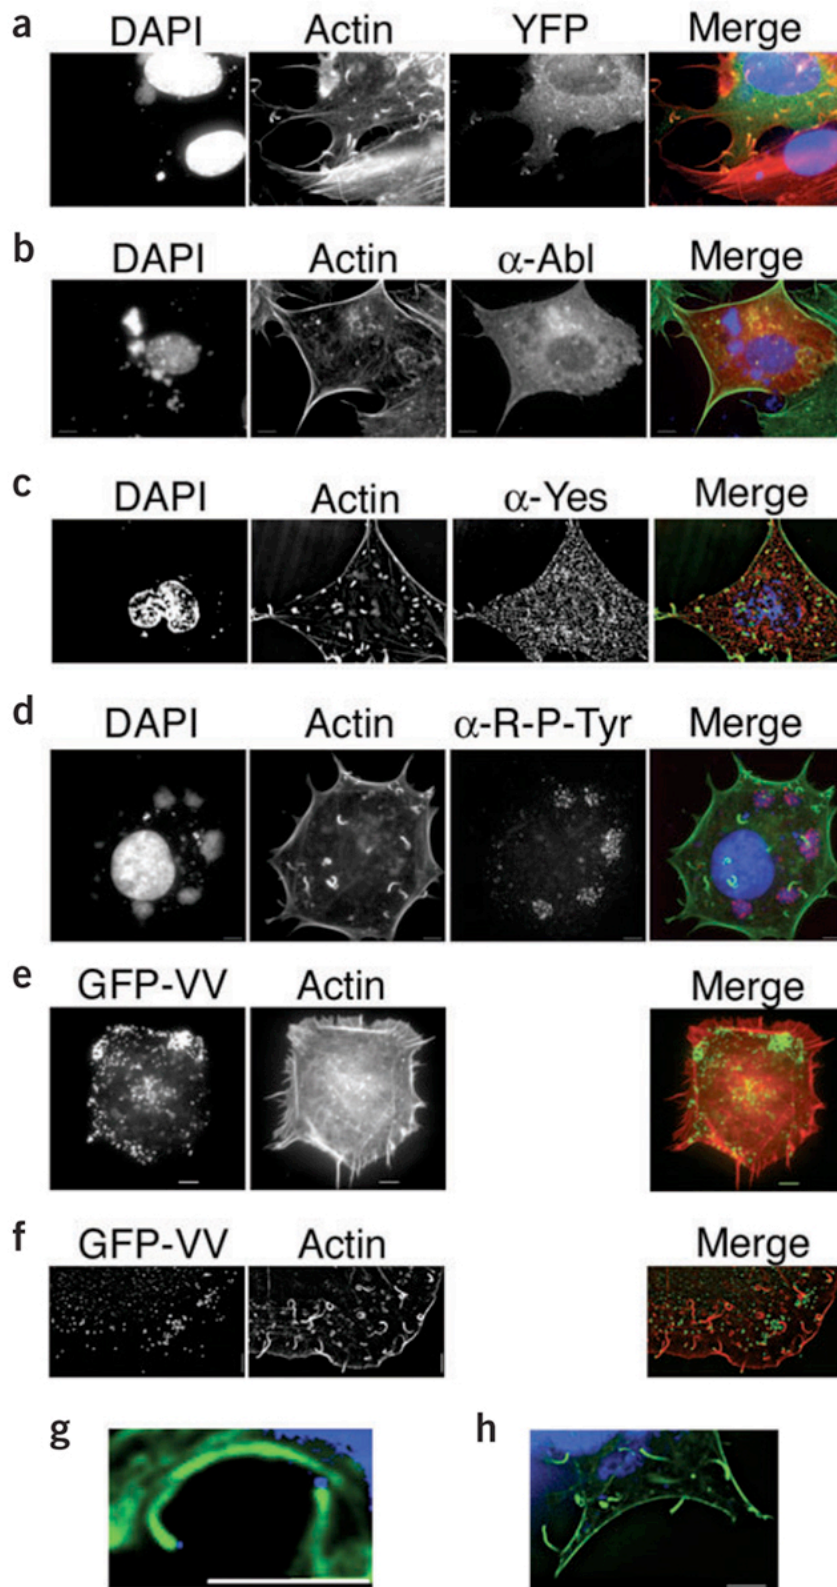 a
DAPI Actin YFP Merge
b
DAPI Actin α-Abl Merge
c
DAPI Actin α-Yes Merge
d
DAPI Actin α-R-P-Tyr Merge
e
GFP-VV Actin Merge
f
GFP-VV Actin Merge
g h